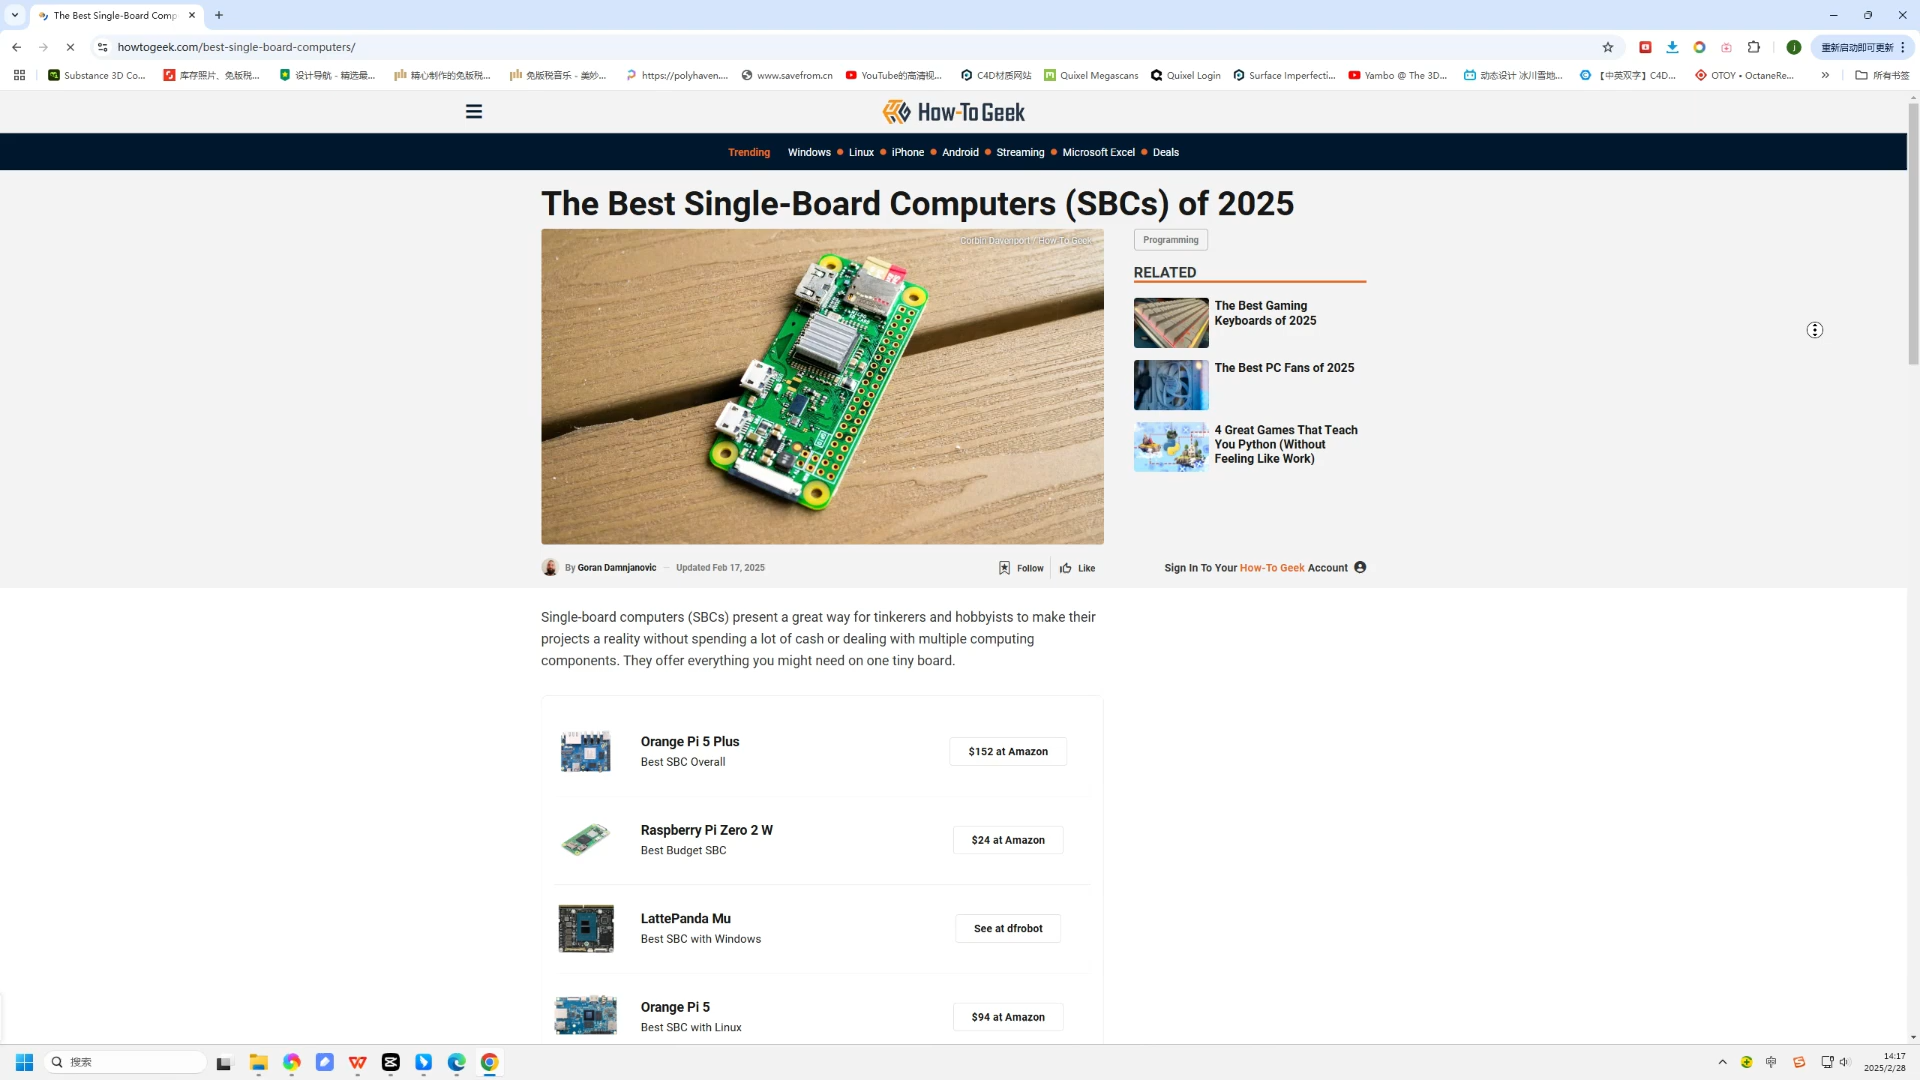 The Best Single-Board Comp
howtogeek.com/best-single-board-computers/
重新启动即可更新
Substance 3D Co...
库存照片、免版税...
设计导航 - 精选最...
精心制作的免版税...
免版税音乐 - 美妙...
https://polyhaven....
www.savefrom.cn
YouTube的高清视...
C4D材质网站
Quixel Megascans
Quixel Login
Surface Imperfecti...
Yambo @ The 3D...
动态设计 冰川雪地...
【中英双字】C4D...
OTOY • OctaneRe...
所有书签
How-To Geek
Trending Windows Linux iPhone Android Streaming Microsoft Excel Deals
The Best Single-Board Computers (SBCs) of 2025
Corbin Davenport / How-To Geek
Programming
RELATED
The Best Gaming
Keyboards of 2025
The Best PC Fans of 2025
4 Great Games That Teach
You Python (Without
Feeling Like Work)
By Goran Damnjanovic — Updated Feb 17, 2025
Follow
Like
Sign In To Your How-To Geek Account
Single-board computers (SBCs) present a great way for tinkerers and hobbyists to make their
projects a reality without spending a lot of cash or dealing with multiple computing
components. They offer everything you might need on one tiny board.
Orange Pi 5 Plus
Best SBC Overall
$152 at Amazon
Raspberry Pi Zero 2 W
Best Budget SBC
$24 at Amazon
LattePanda Mu
Best SBC with Windows
See at dfrobot
Orange Pi 5
Best SBC with Linux
$94 at Amazon
搜索
中
14:17
2025/2/28